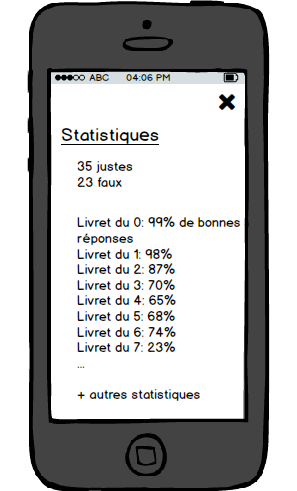 ABC 04:06 PM
Statistiques
35 justes
23 faux
Livret du 0: 99% de bonnes
réponses
Livret du 1: 98%
Livret du 2: 87%
Livret du 3: 70%
Livret du 4: 65%
Livret du 5: 68%
Livret du 6: 74%
Livret du 7: 23%
...
+ autres statistiques